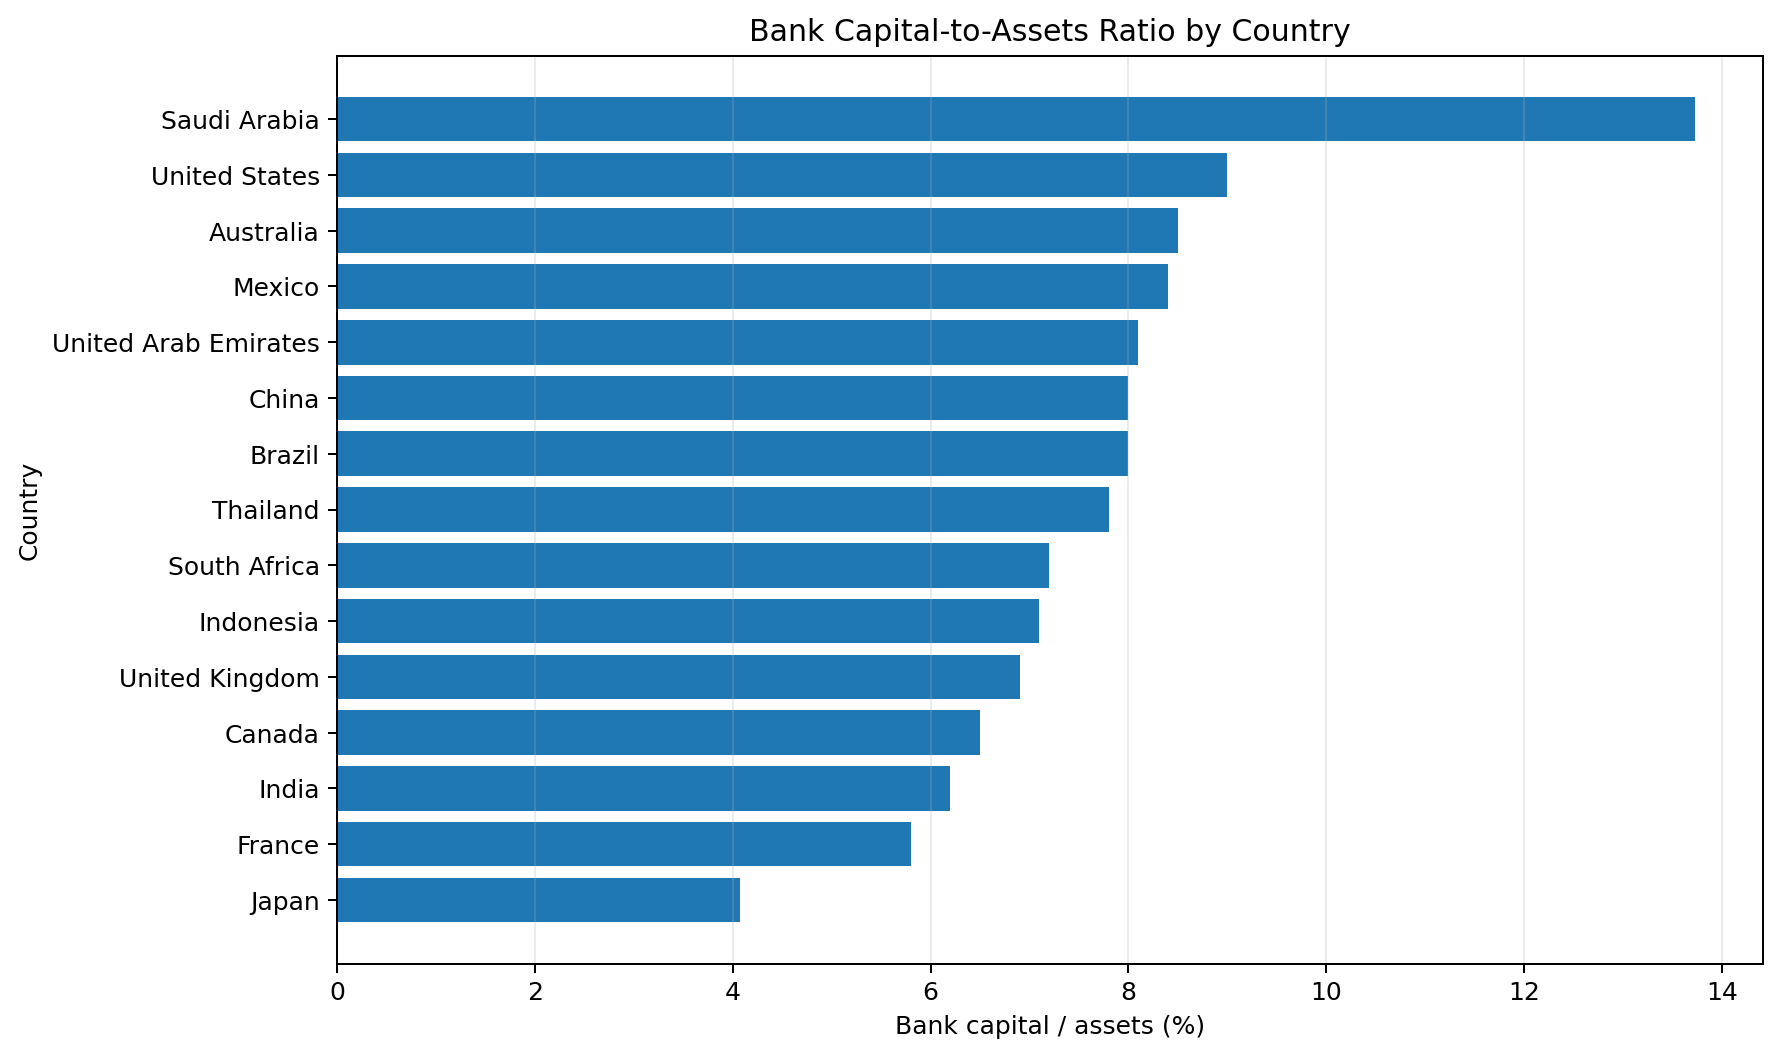 Bank Capital-to-Assets Ratio by Country
Country
Saudi Arabia
United States
Australia
Mexico
United Arab Emirates
China
Brazil
Thailand
South Africa
Indonesia
United Kingdom
Canada
India
France
Japan
0 2 4 6 8 10 12 14
Bank capital / assets (%)